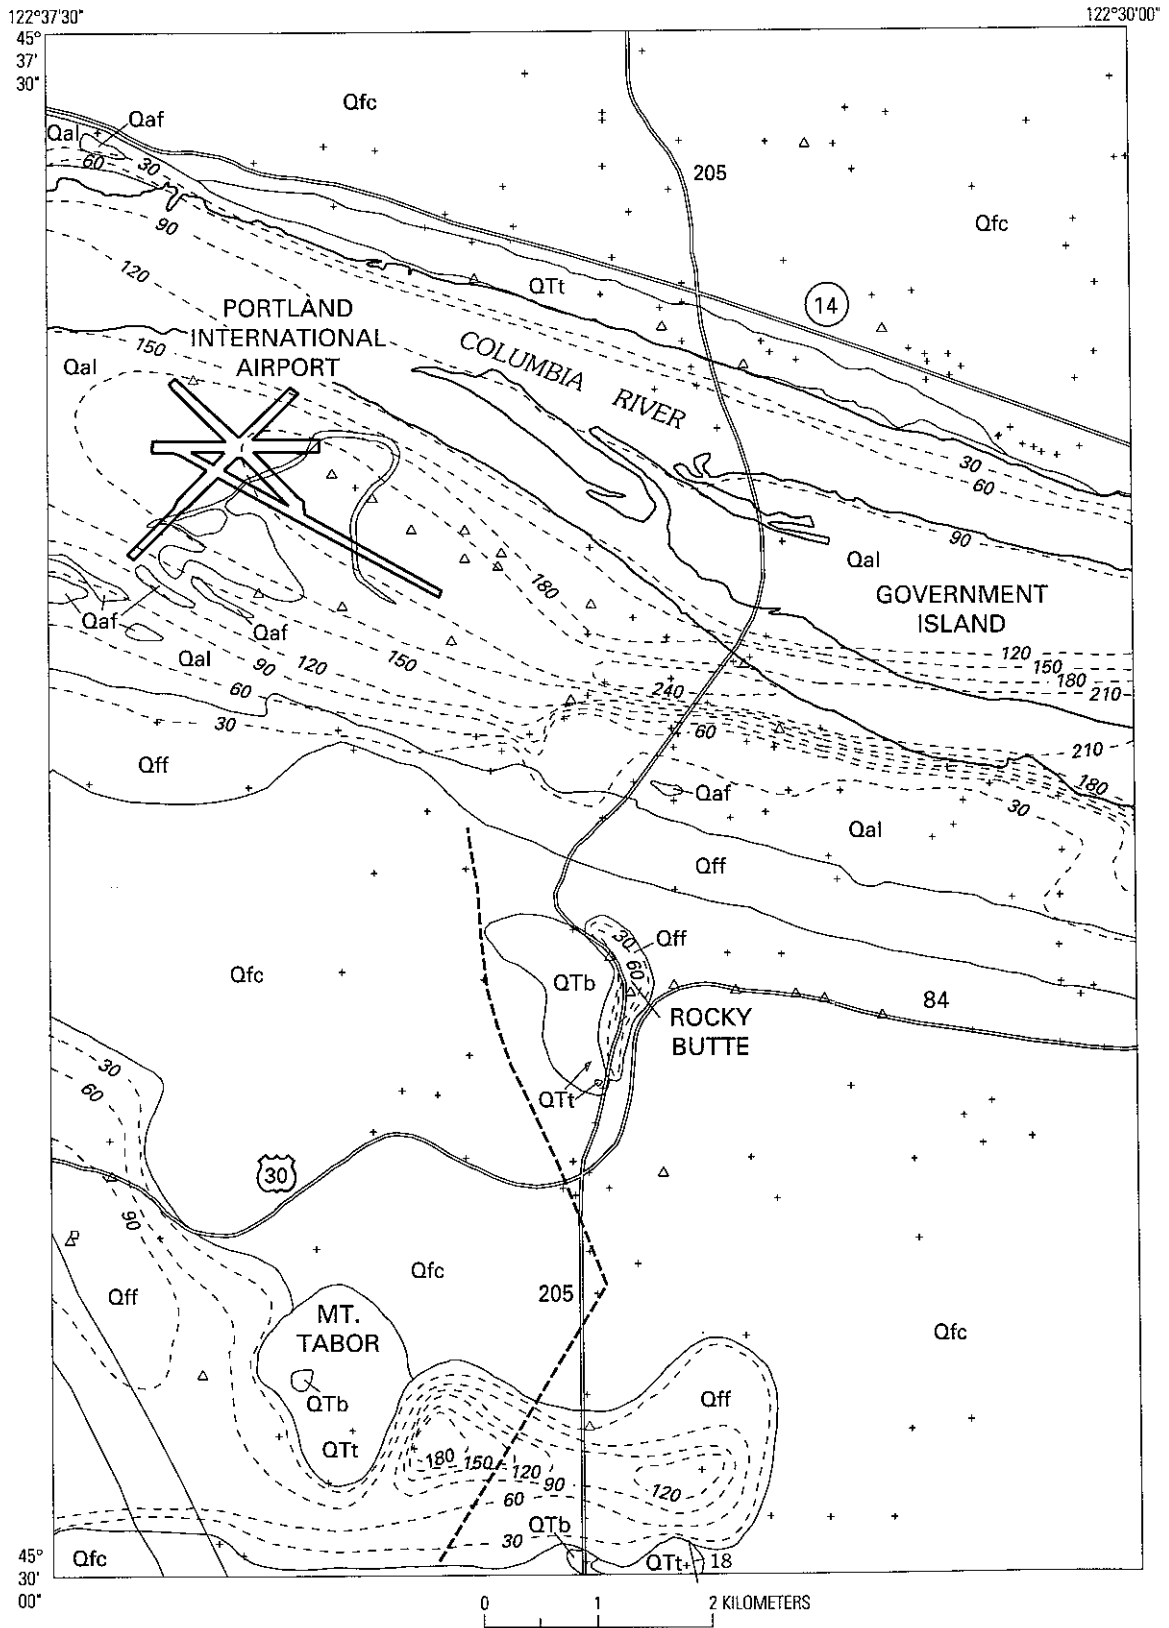 122°37'30"
122°30'00"
45°
37'
30"
Qfc
Qaf
Qal
60
30
205
Qfc
90
120
QTt
14
PORTLAND
INTERNATIONAL
AIRPORT
150
Qal
COLUMBIA
RIVER
30
60
90
Qal
GOVERNMENT
ISLAND
180
Qaf
Qaf
Qal
90
120
150
60
30
240
60
120
150
180
210
210
180
30
Qff
Qaf
Qal
Qff
Qfc
30
60
Qff
QTb
84
ROCKY
BUTTE
QTt
30
60
30
90
Qfc
205
Qff
MT.
TABOR
Qfc
QTb
QTt
Qff
180
150
120
90
60
30
120
QTb
QTt
18
45°
30'
00"
Qfc
0
1
2 KILOMETERS